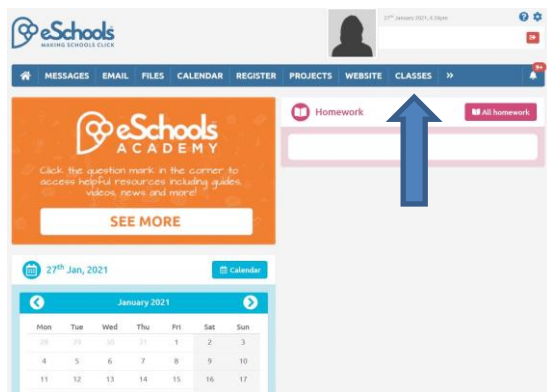 eSchools
MAKING SCHOOLS CLICK
27th January 2021, 8:38pm
MESSAGES EMAIL FILES CALENDAR REGISTER PROJECTS WEBSITE CLASSES »
9+
eSchools
ACADEMY
Click the question mark in the corner to
access helpful resources including guides,
videos, news and more!
SEE MORE
Homework
All homework
27th Jan, 2021
Calendar
January 2021
Mon Tue Wed Thu Fri Sat Sun
28 29 30 31 1 2 3
4 5 6 7 8 9 10
11 12 13 14 15 16 17